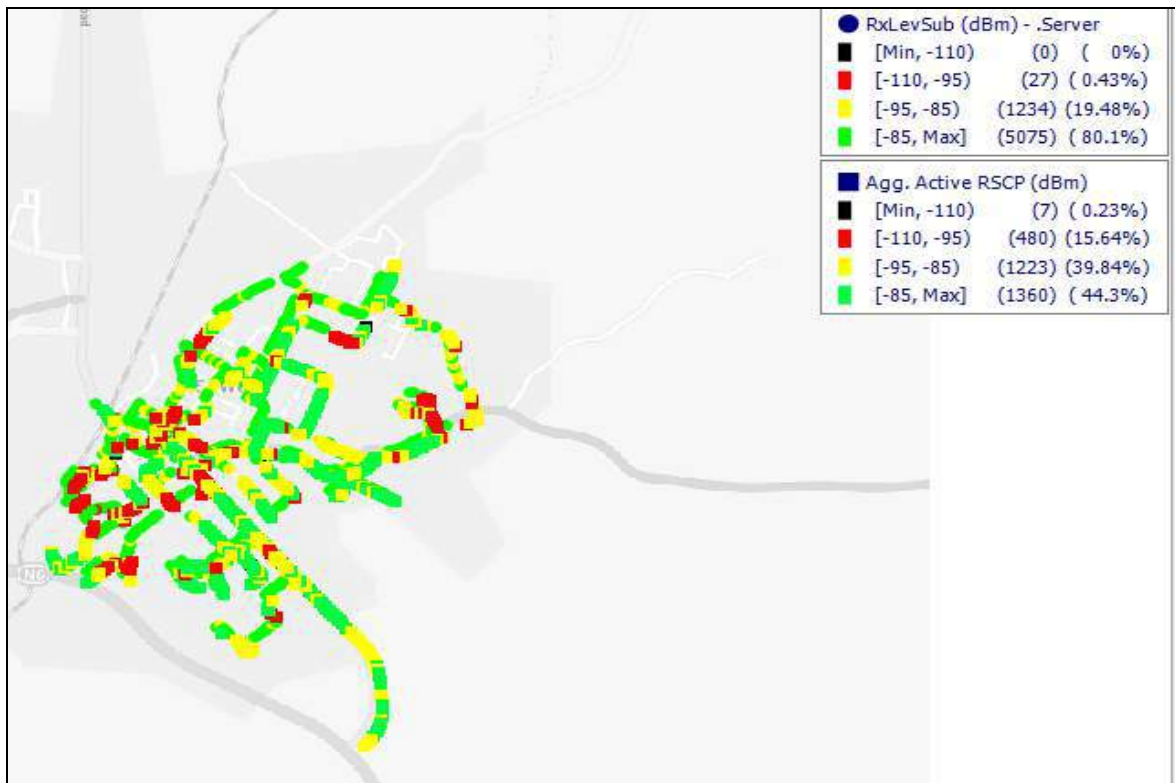 RxLevSub (dBm) - .Server
[Min, -110) (0) ( 0%)
[-110, -95) (27) ( 0.43%)
[-95, -85) (1234) (19.48%)
[-85, Max] (5075) ( 80.1%)
Agg. Active RSCP (dBm)
[Min, -110) (7) ( 0.23%)
[-110, -95) (480) (15.64%)
[-95, -85) (1223) (39.84%)
[-85, Max] (1360) ( 44.3%)
N6